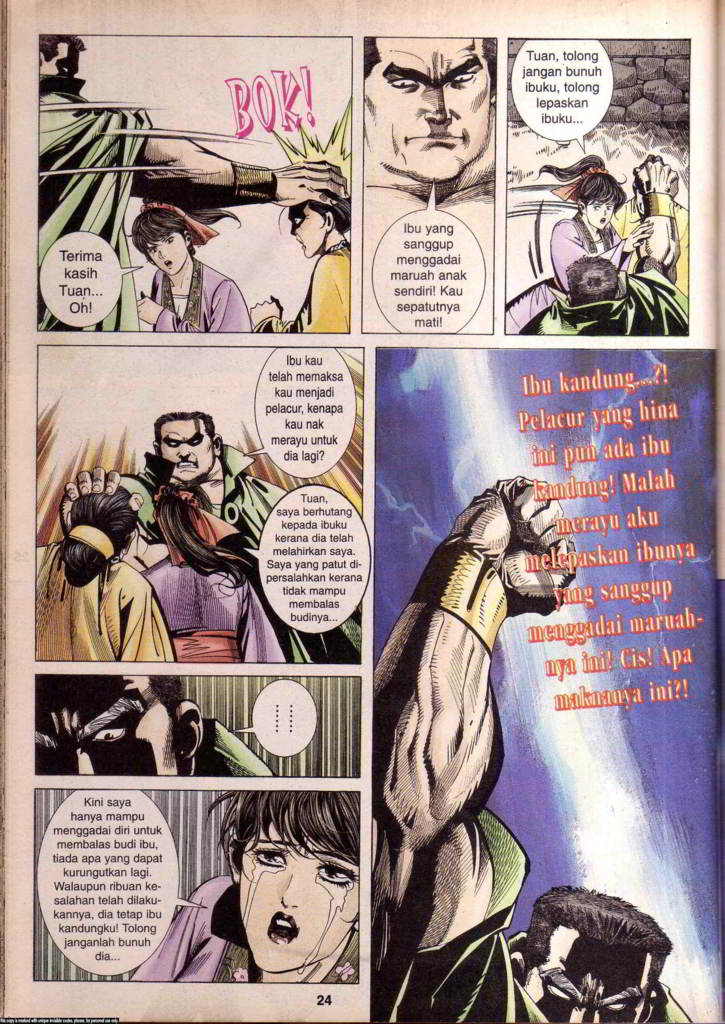 BOK!
Terima
kasih
Tuan...
Oh!
Ibu yang
sanggup
menggadai
maruah anak
sendiri! Kau
sepatutnya
mati!
Tuan, tolong
jangan bunuh
ibuku, tolong
lepaskan
ibuku...
Ibu kau
telah memaksa
kau menjadi
pelacur, kenapa
kau nak
merayu untuk
dia lagi?
Tuan,
saya berhutang
kepada ibuku
kerana dia telah
melahirkan saya.
Saya yang patut di-
persalahkan kerana
tidak mampu
membalas
budinya...
Ibu kandung...?!
Pelacur yang hina
ini pun ada ibu
kandung! Malah
merayu aku
melepaskan ibunya
yang sanggup
menggadai maruah-
nya ini! Cis! Apa
maknanya ini?!
Kini saya
hanya mampu
menggadai diri untuk
membalas budi ibu,
tiada apa yang dapat
kurungutkan lagi.
Walaupun ribuan ke-
salahan telah dilaku-
kannya, dia tetap ibu
kandungku! Tolong
janganlah bunuh
dia...
24